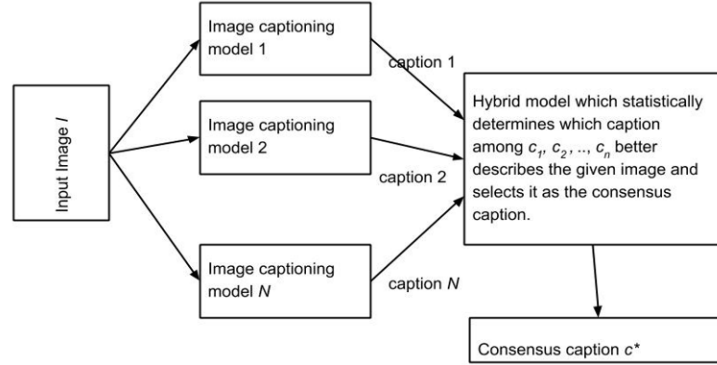 Input Image I
Image captioning
model 1
caption 1
Image captioning
model 2
caption 2
Image captioning
model N
caption N
Hybrid model which statistically
determines which caption
among c₁, c₂ , .., cₙ better
describes the given image and
selects it as the consensus
caption.
Consensus caption c*